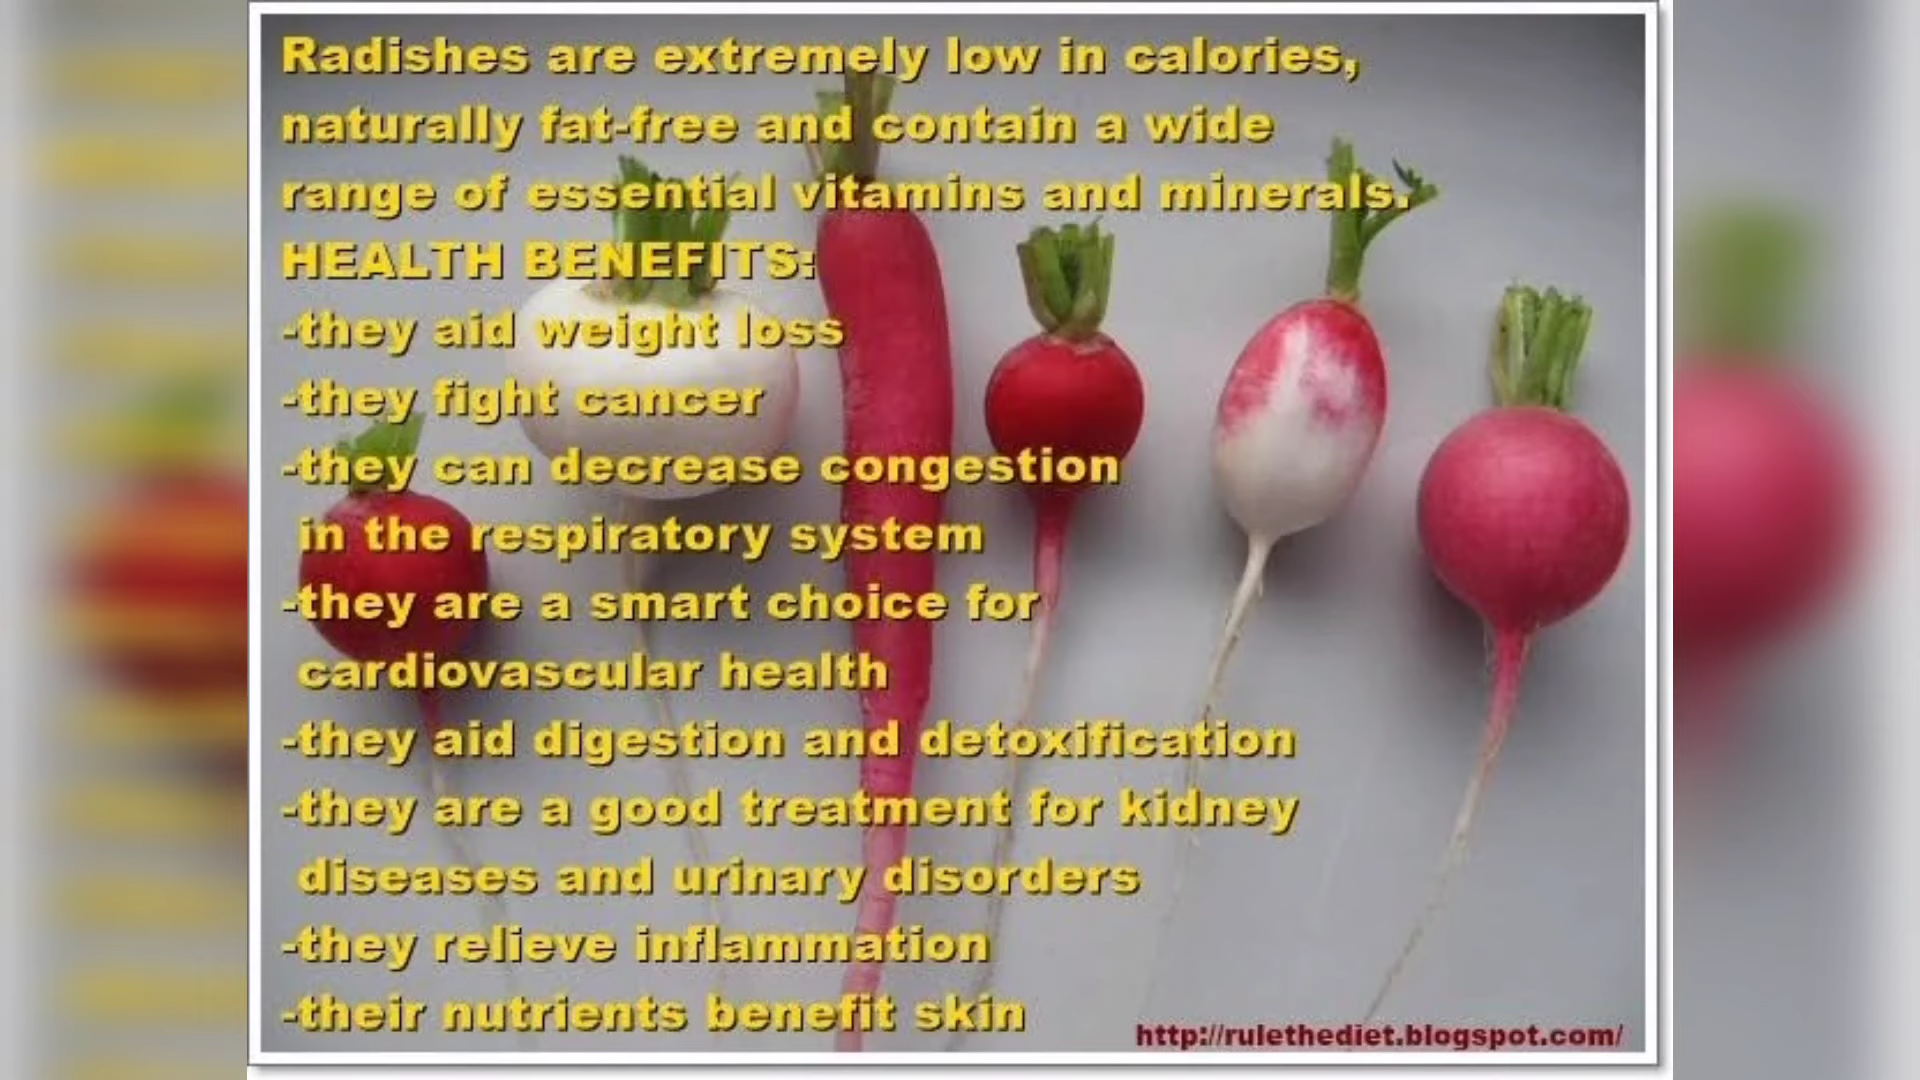 Radishes are extremely low in calories,
naturally fat-free and contain a wide
range of essential vitamins and minerals.
HEALTH BENEFITS:
-they aid weight loss
-they fight cancer
-they can decrease congestion
in the respiratory system
-they are a smart choice for
cardiovascular health
-they aid digestion and detoxification
-they are a good treatment for kidney
diseases and urinary disorders
-they relieve inflammation
-their nutrients benefit skin
http://rulethediet.blogspot.com/